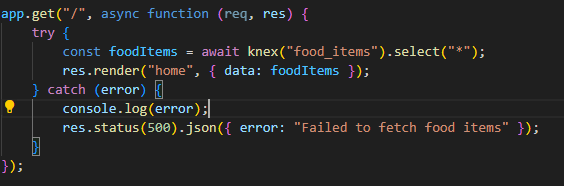 app.get("/", async function (req, res) {
    try {
        const foodItems = await knex("food_items").select("*");
        res.render("home", { data: foodItems });
    } catch (error) {
        console.log(error);
        res.status(500).json({ error: "Failed to fetch food items" });
    }
});